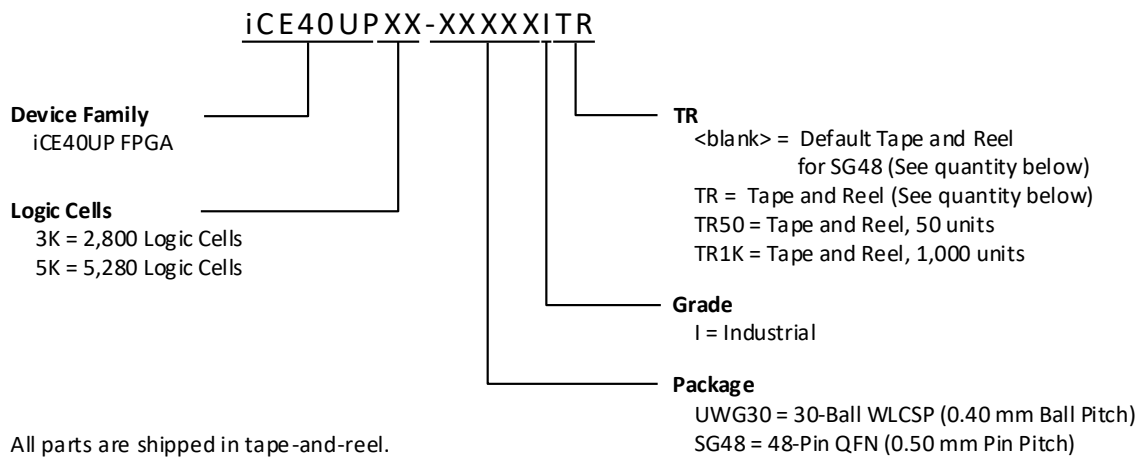 iCE40UPXX-XXXXXITR
Device Family
iCE40UP FPGA
Logic Cells
3K = 2,800 Logic Cells
5K = 5,280 Logic Cells
TR
<blank> = Default Tape and Reel
for SG48 (See quantity below)
TR = Tape and Reel (See quantity below)
TR50 = Tape and Reel, 50 units
TR1K = Tape and Reel, 1,000 units
Grade
I = Industrial
Package
UWG30 = 30-Ball WLCSP (0.40 mm Ball Pitch)
SG48 = 48-Pin QFN (0.50 mm Pin Pitch)
All parts are shipped in tape-and-reel.